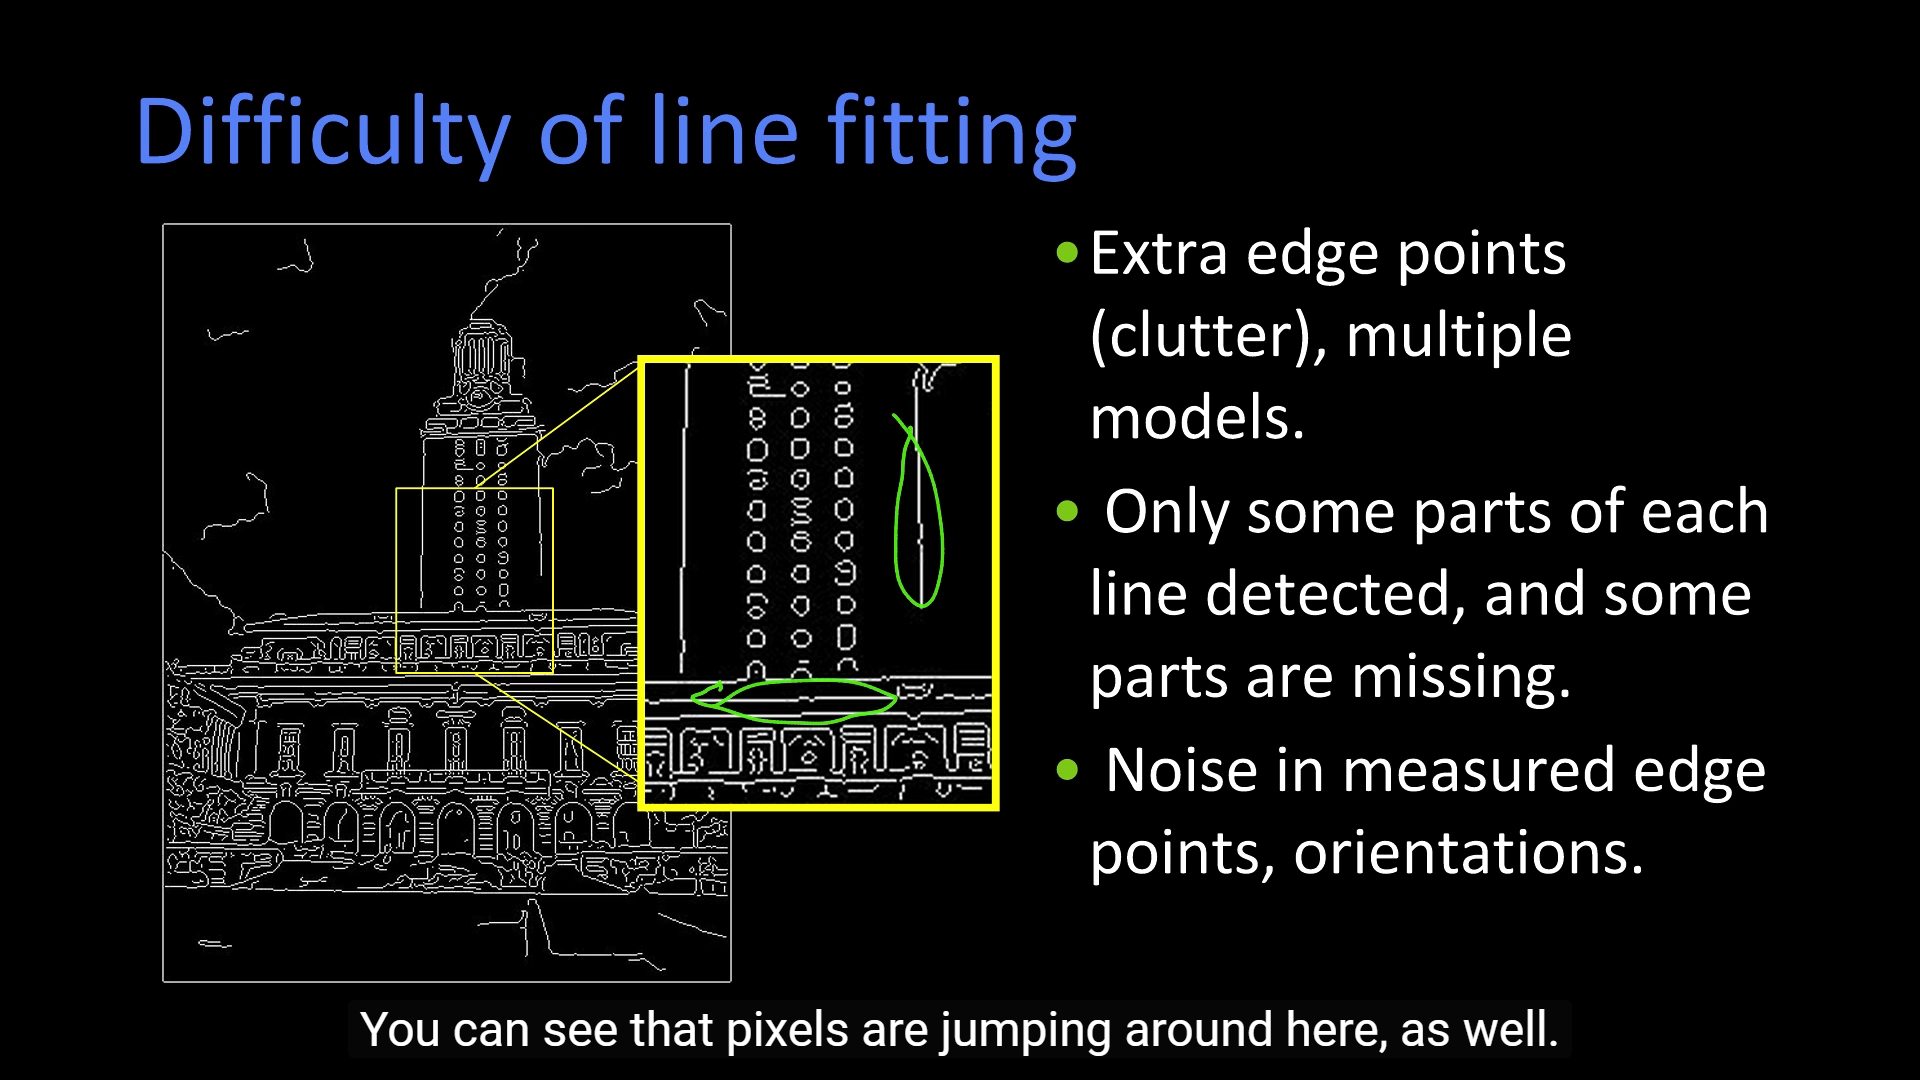 Difficulty of line fitting
•Extra edge points
(clutter), multiple
models.
• Only some parts of each
line detected, and some
parts are missing.
• Noise in measured edge
points, orientations.
You can see that pixels are jumping around here, as well.